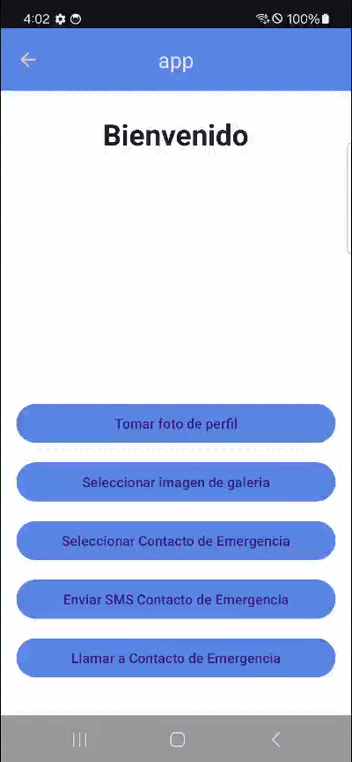 4:02 100%
app
Bienvenido
Tomar foto de perfil
Seleccionar imagen de galeria
Seleccionar Contacto de Emergencia
Enviar SMS Contacto de Emergencia
Llamar a Contacto de Emergencia